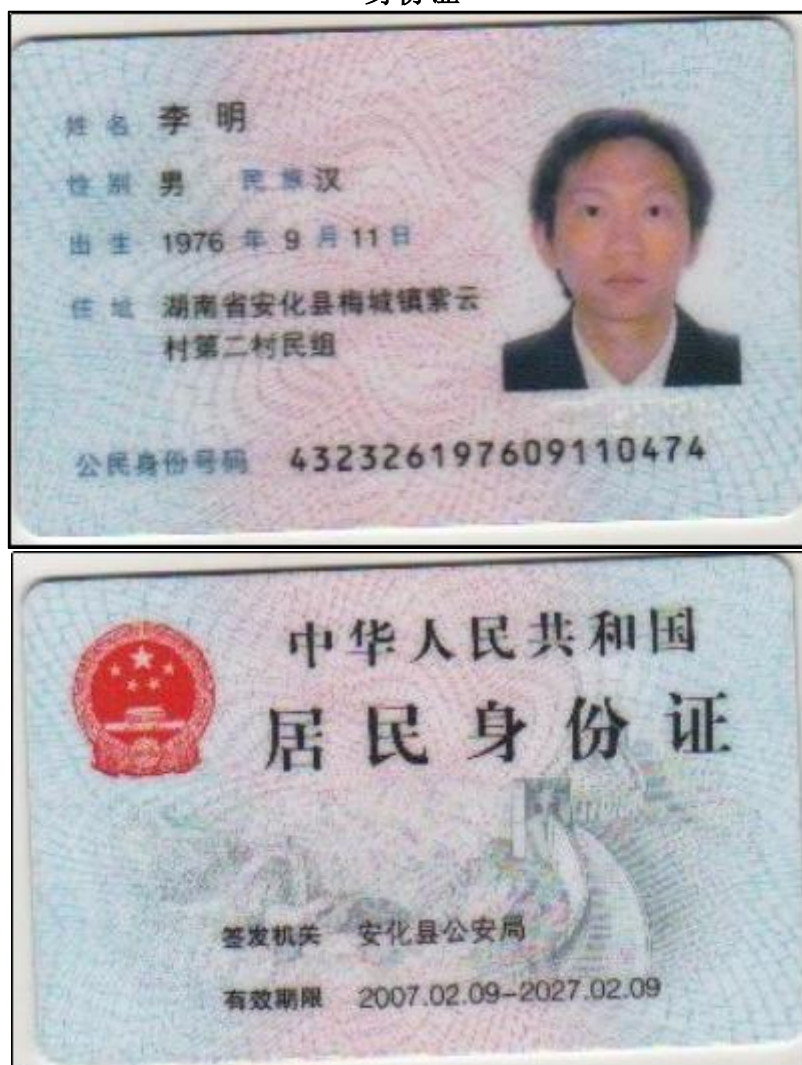 身份证
姓名 李明
性别 男 民族 汉
出生 1976 年 9 月 11 日
住址 湖南省安化县梅城镇紫云
村第二村民组
公民身份号码 432326197609110474
中华人民共和国
居民身份证
签发机关 安化县公安局
有效期限 2007.02.09-2027.02.09